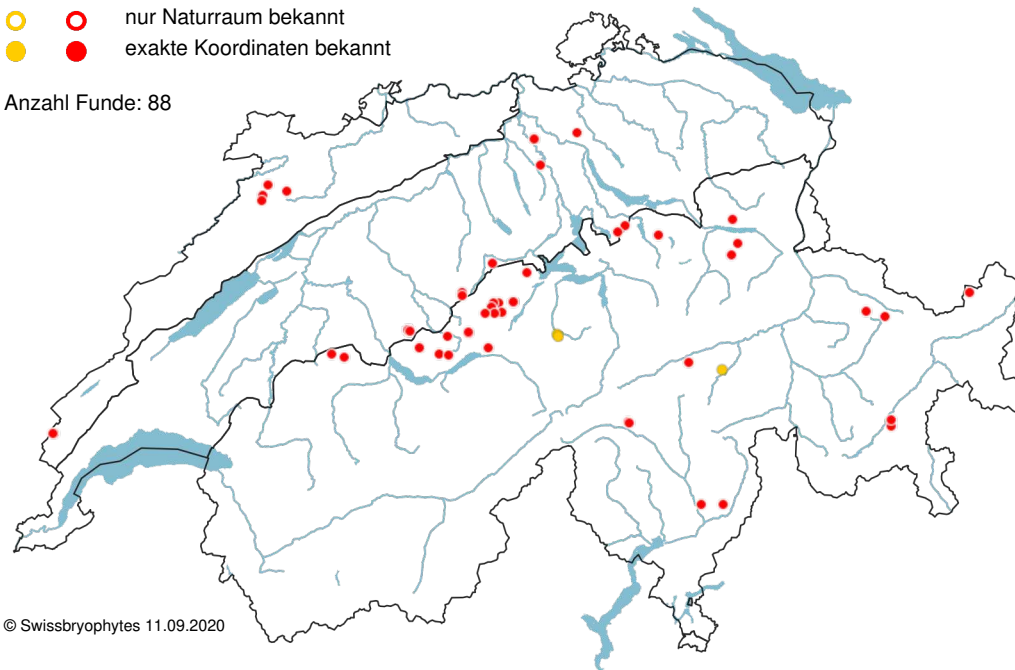 nur Naturraum bekannt
exakte Koordinaten bekannt
Anzahl Funde: 88
© Swissbryophytes 11.09.2020